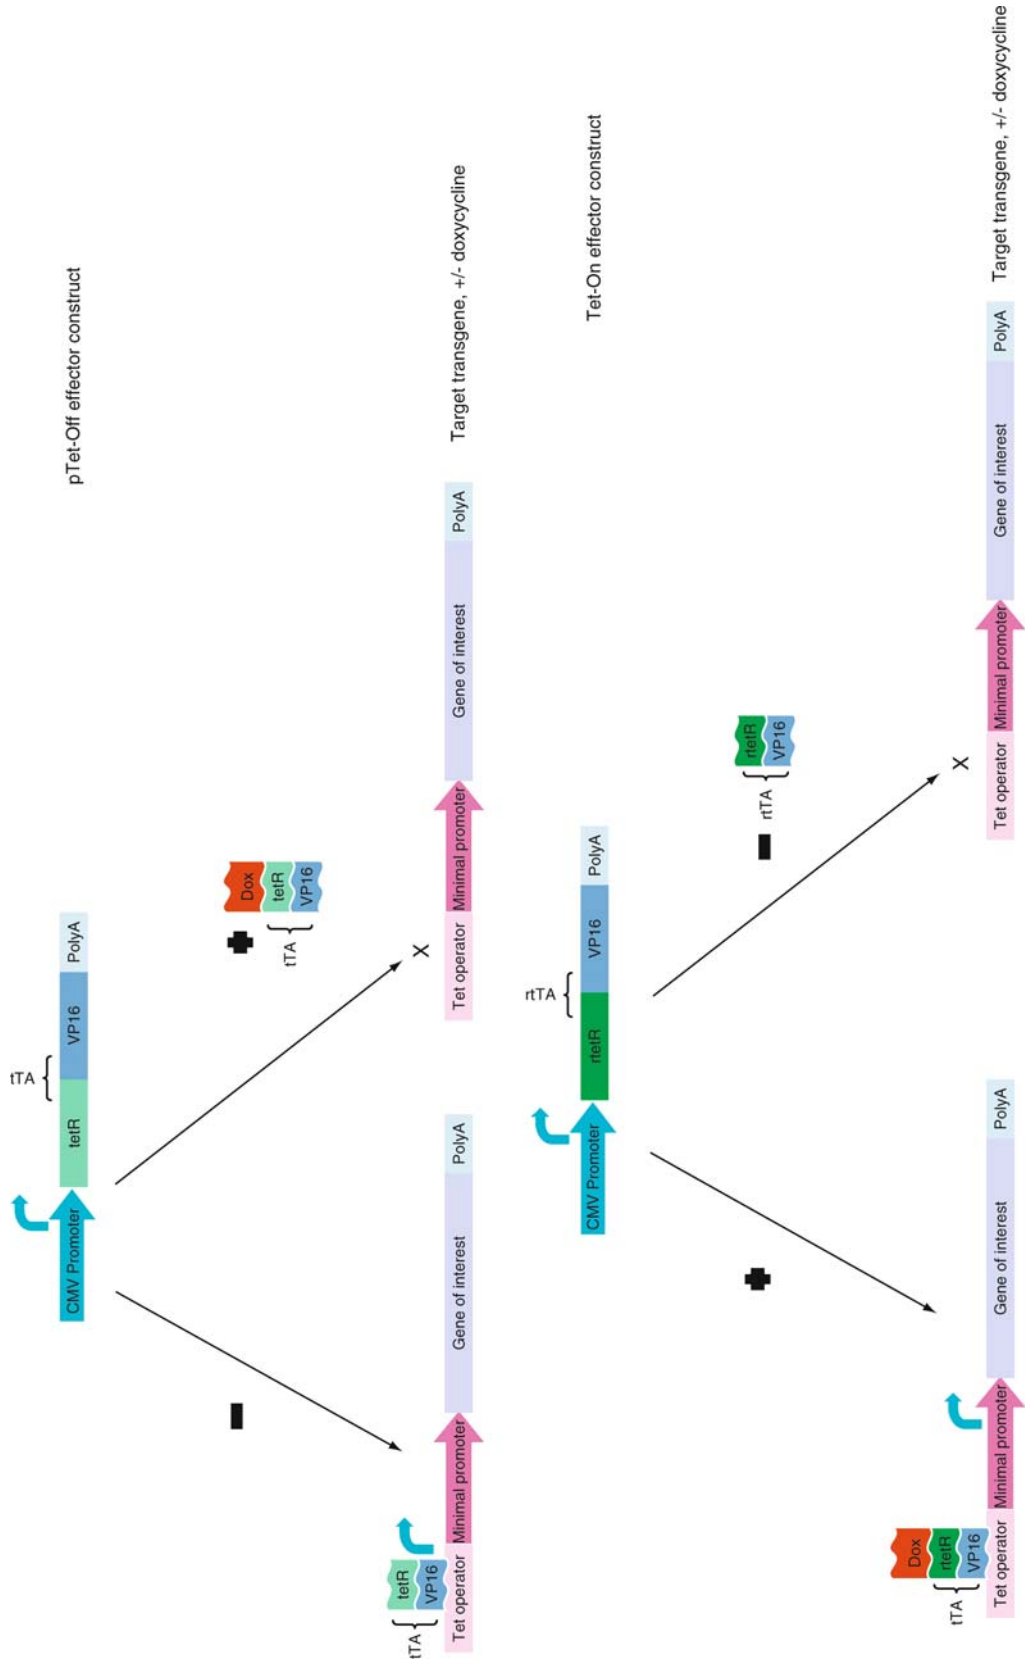 pTet-Off effector construct
tTA
CMV Promoter tetR VP16 PolyA
Dox
tetR
VP16
tTA
X
tetR
VP16
tTA
Tet operator Minimal promoter Gene of interest PolyA
Tet operator Minimal promoter Gene of interest PolyA
Target transgene, +/- doxycycline
Tet-On effector construct
rtTA
CMV Promoter rtetR VP16 PolyA
rtetR
VP16
rtTA
X
Dox
rtetR
VP16
tTA
Tet operator Minimal promoter Gene of interest PolyA
Tet operator Minimal promoter Gene of interest PolyA
Target transgene, +/- doxycycline